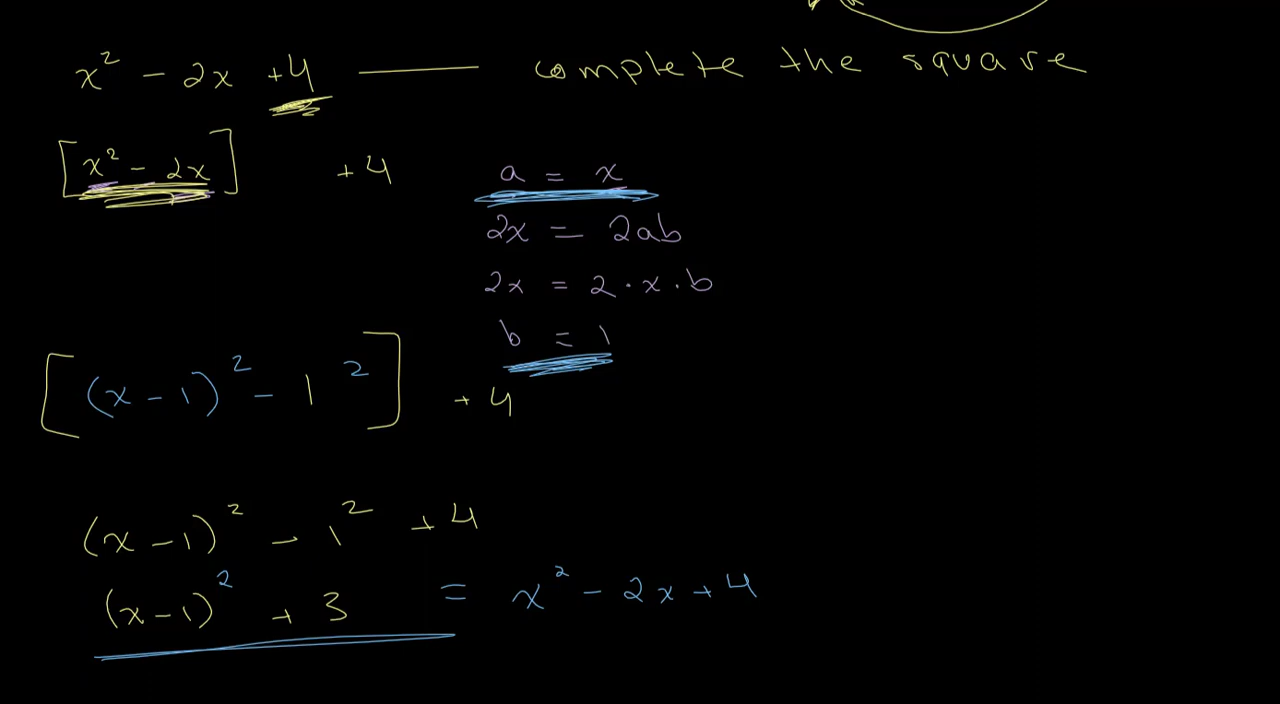 x² - 2x +4 —— complete the square
[x² - 2x] +4
a = x
2x = 2ab
2x = 2 · x · b
b = 1
[(x - 1)² - 1²] + 4
(x - 1)² - 1² + 4
(x - 1)² + 3 = x² - 2x + 4